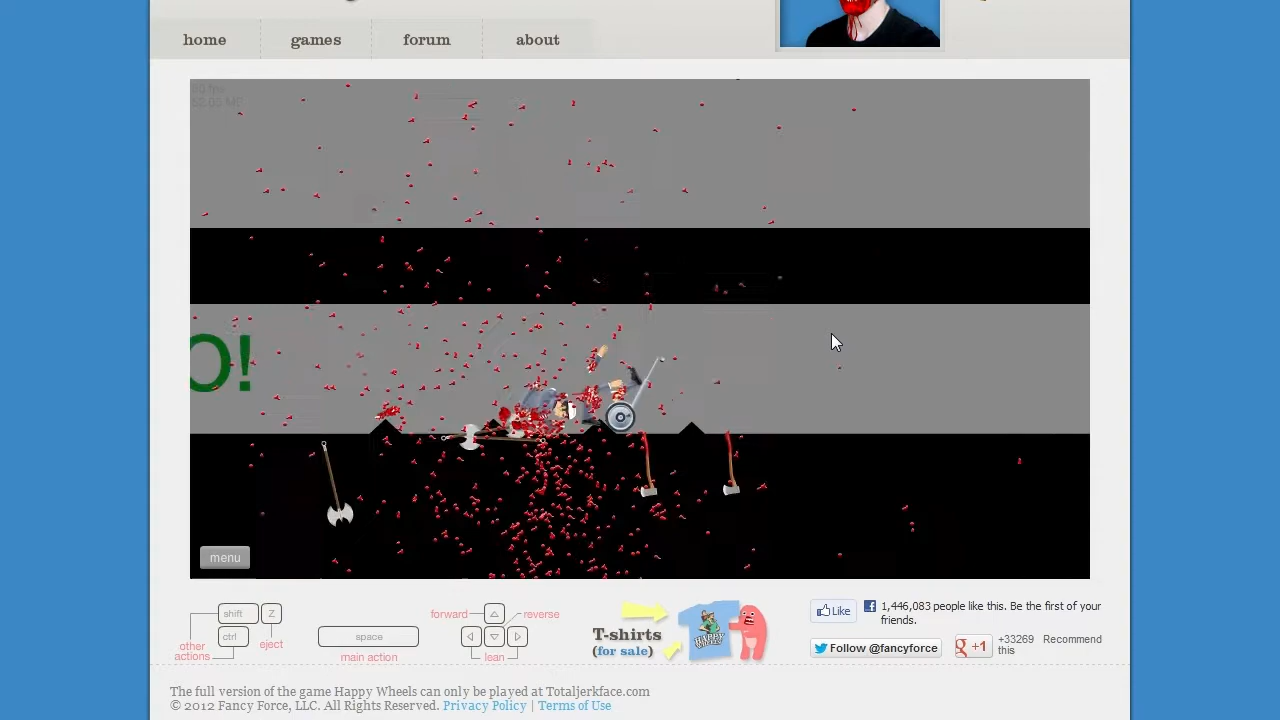 home games forum about
O!
menu
shift Z
ctrl
other actions
eject
space
main action
forward reverse
lean
T-shirts
(for sale)
HAPPY WHEELS
Like
1,446,083 people like this. Be the first of your
friends.
Follow @fancyforce
+1
+33269 Recommend
this
The full version of the game Happy Wheels can only be played at Totaljerkface.com
© 2012 Fancy Force, LLC. All Rights Reserved. Privacy Policy | Terms of Use